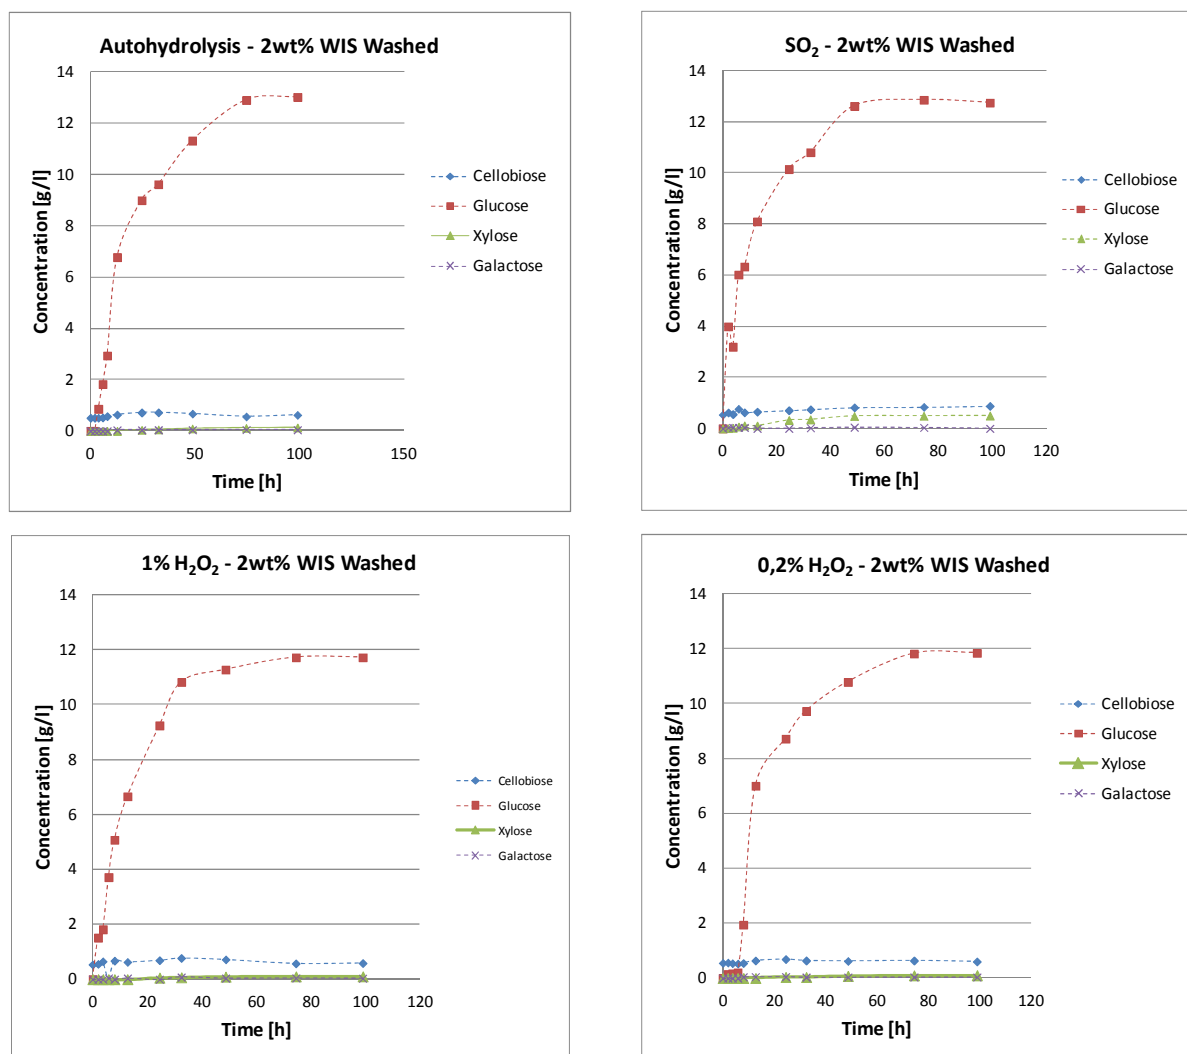 Autohydrolysis - 2wt% WIS Washed
14
12
10
8
6
4
2
0
0 50 100 150
Concentration [g/l]
Time [h]
Cellobiose
Glucose
Xylose
Galactose
SO₂ - 2wt% WIS Washed
14
12
10
8
6
4
2
0
0 20 40 60 80 100 120
Concentration [g/l]
Time [h]
Cellobiose
Glucose
Xylose
Galactose
1% H₂O₂ - 2wt% WIS Washed
14
12
10
8
6
4
2
0
0 20 40 60 80 100 120
Concentration [g/l]
Time [h]
Cellobiose
Glucose
Xylose
Galactose
0,2% H₂O₂ - 2wt% WIS Washed
14
12
10
8
6
4
2
0
0 20 40 60 80 100 120
Concentration [g/l]
Time [h]
Cellobiose
Glucose
Xylose
Galactose